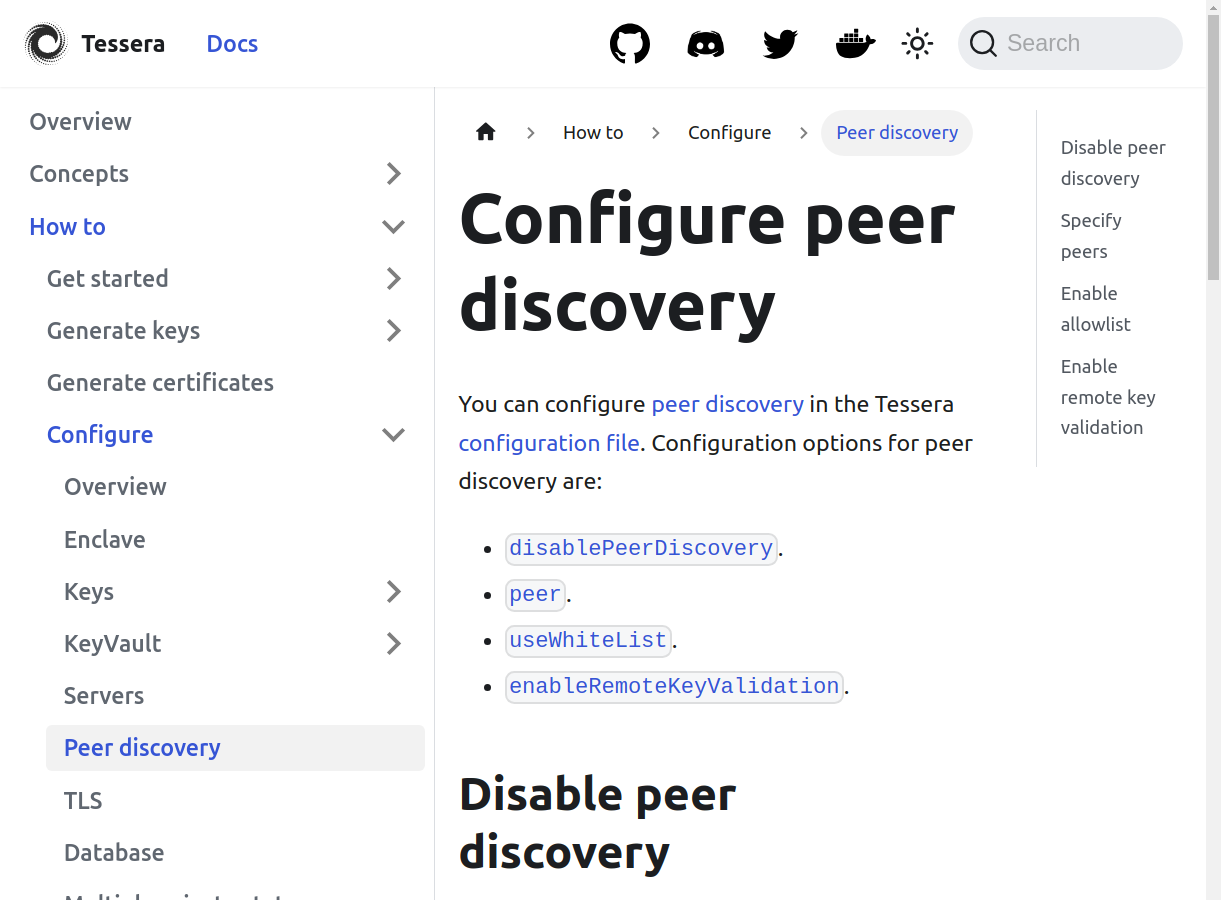 Tessera
Docs
Search
Overview
Concepts
How to
Get started
Generate keys
Generate certificates
Configure
Overview
Enclave
Keys
KeyVault
Servers
Peer discovery
TLS
Database
How to
Configure
Peer discovery
Configure peer
discovery
You can configure peer discovery in the Tessera
configuration file. Configuration options for peer
discovery are:
disablePeerDiscovery.
peer.
useWhiteList.
enableRemoteKeyValidation.
Disable peer
discovery
Disable peer
discovery
Specify
peers
Enable
allowlist
Enable
remote key
validation